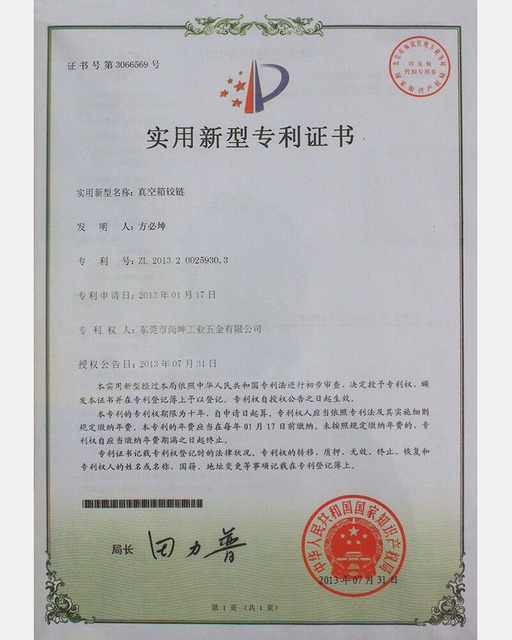 证书号第3066569号
实用新型专利证书
实用新型名称：真空箱铰链
发明人：方必坤
专利号：ZL 2013 2 0025930.3
专利申请日：2013年01月17日
专利权人：东莞市尚坤工业五金有限公司
授权公告日：2013年07月31日
本实用新型经过本局依照中华人民共和国专利法进行初步审查，决定授予专利权，颁
发本证书并在专利登记簿上予以登记。专利权自授权公告之日起生效。
本专利的专利权期限为十年，自申请日起算。专利权人应当依照专利法及其实施细则
规定缴纳年费。本专利的年费应当在每年01月17日前缴纳。未按照规定缴纳年费的，专
利权自应当缴纳年费期满之日起终止。
专利证书记载专利权登记时的法律状况。专利权的转移、质押、无效、终止、恢复和
专利权人的姓名或名称、国籍、地址变更等事项记载在专利登记簿上。
局长
田力普
中华人民共和国国家知识产权局
2013年07月31日
第1页（共1页）